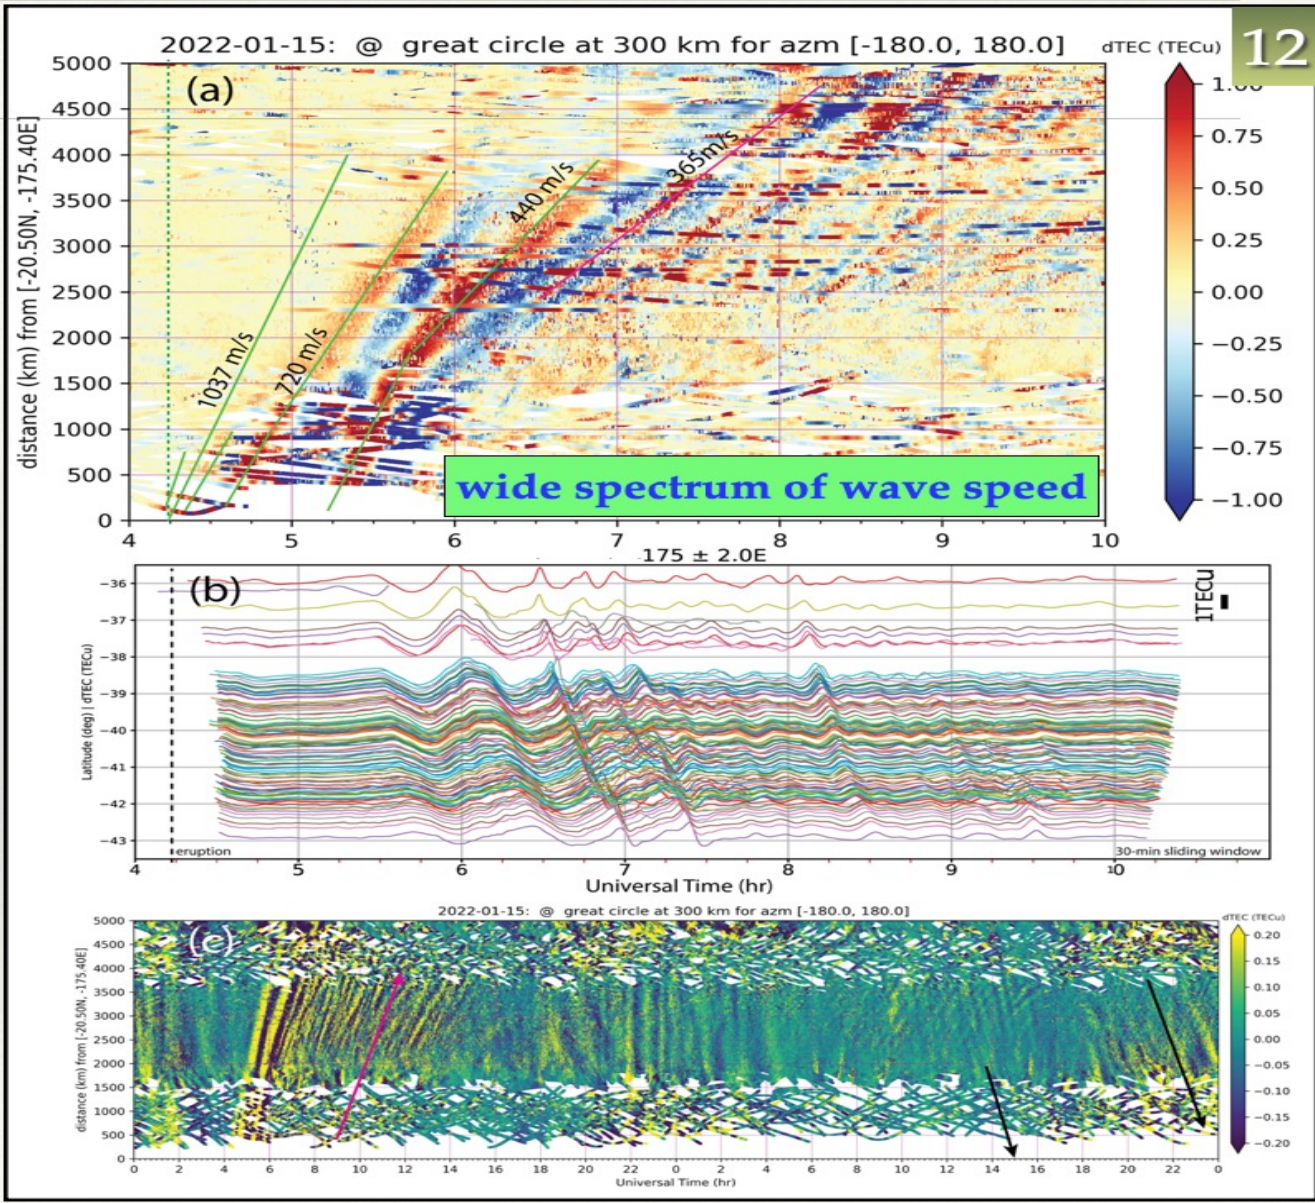 12
2022-01-15: @ great circle at 300 km for azm [-180.0, 180.0]
dTEC (TECu)
(a)
distance (km) from [-20.50N, -175.40E]
5000
4500
4000
3500
3000
2500
2000
1500
1000
500
0
1037 m/s
720 m/s
440 m/s
365m/s
wide spectrum of wave speed
4 5 6 7 8 9 10
1.00
0.75
0.50
0.25
0.00
−0.25
−0.50
−0.75
−1.00
-175 ± 2.0E
(b)
1TECU
Latitude (deg) | dTEC (TECu)
−36
−37
−38
−39
−40
−41
−42
−43
eruption
30-min sliding window
4 5 6 7 8 9 10
Universal Time (hr)
2022-01-15: @ great circle at 300 km for azm [-180.0, 180.0]
dTEC (TECu)
(c)
distance (km) from [-20.50N, -175.40E]
5000
4500
4000
3500
3000
2500
2000
1500
1000
500
0
0 2 4 6 8 10 12 14 16 18 20 22 0 2 4 6 8 10 12 14 16 18 20 22 0
Universal Time (hr)
0.20
0.15
0.10
0.05
0.00
−0.05
−0.10
−0.15
−0.20